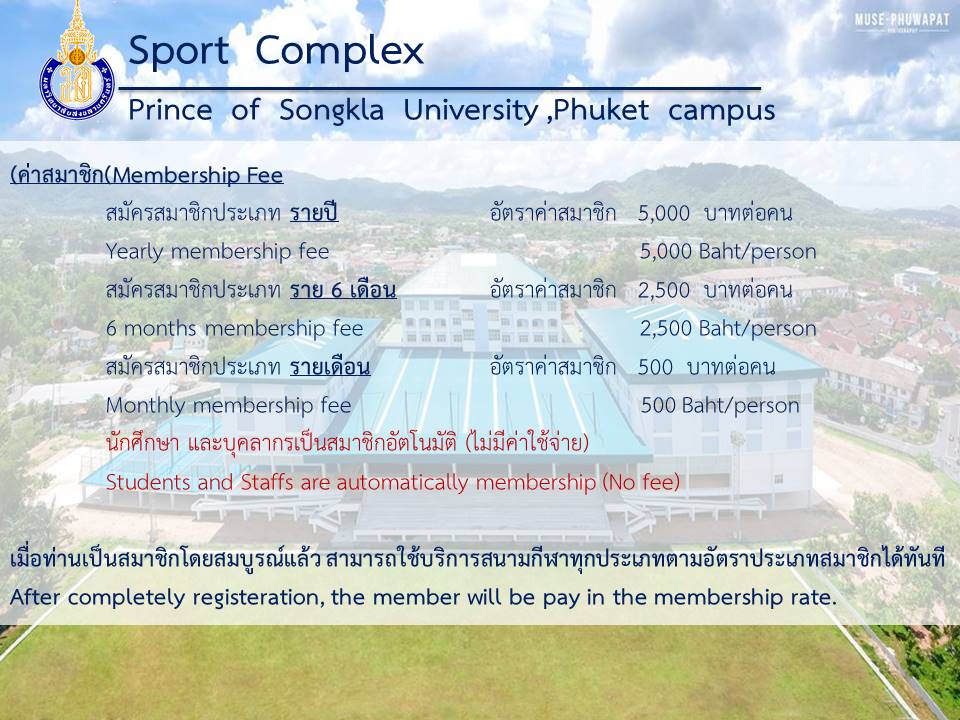 MUSE-PHUWAPAT
PHOTOGRAPHY
Sport Complex
Prince of Songkla University ,Phuket campus
(ค่าสมาชิก(Membership Fee
สมัครสมาชิกประเภท รายปี อัตราค่าสมาชิก 5,000 บาทต่อคน
Yearly membership fee 5,000 Baht/person
สมัครสมาชิกประเภท ราย 6 เดือน อัตราค่าสมาชิก 2,500 บาทต่อคน
6 months membership fee 2,500 Baht/person
สมัครสมาชิกประเภท รายเดือน อัตราค่าสมาชิก 500 บาทต่อคน
Monthly membership fee 500 Baht/person
นักศึกษา และบุคลากรเป็นสมาชิกอัตโนมัติ (ไม่มีค่าใช้จ่าย)
Students and Staffs are automatically membership (No fee)
เมื่อท่านเป็นสมาชิกโดยสมบูรณ์แล้ว สามารถใช้บริการสนามกีฬาทุกประเภทตามอัตราประเภทสมาชิกได้ทันที
After completely registeration, the member will be pay in the membership rate.